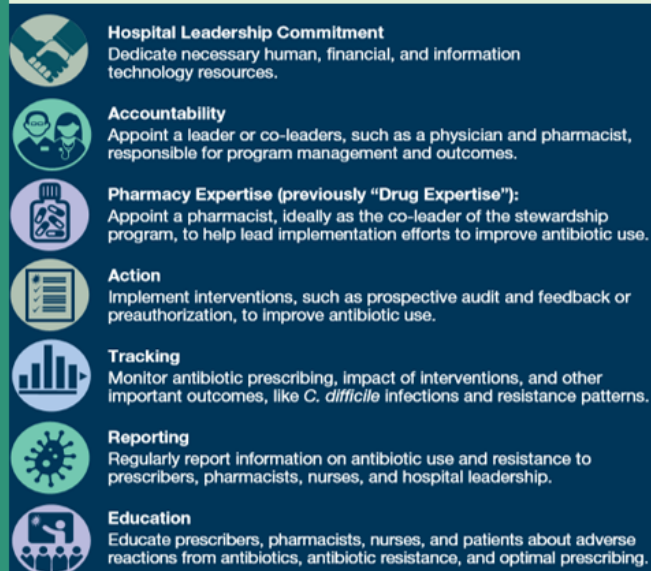 Hospital Leadership Commitment
Dedicate necessary human, financial, and information
technology resources.
Accountability
Appoint a leader or co-leaders, such as a physician and pharmacist,
responsible for program management and outcomes.
Pharmacy Expertise (previously “Drug Expertise”):
Appoint a pharmacist, ideally as the co-leader of the stewardship
program, to help lead implementation efforts to improve antibiotic use.
Action
Implement interventions, such as prospective audit and feedback or
preauthorization, to improve antibiotic use.
Tracking
Monitor antibiotic prescribing, impact of interventions, and other
important outcomes, like C. difficile infections and resistance patterns.
Reporting
Regularly report information on antibiotic use and resistance to
prescribers, pharmacists, nurses, and hospital leadership.
Education
Educate prescribers, pharmacists, nurses, and patients about adverse
reactions from antibiotics, antibiotic resistance, and optimal prescribing.